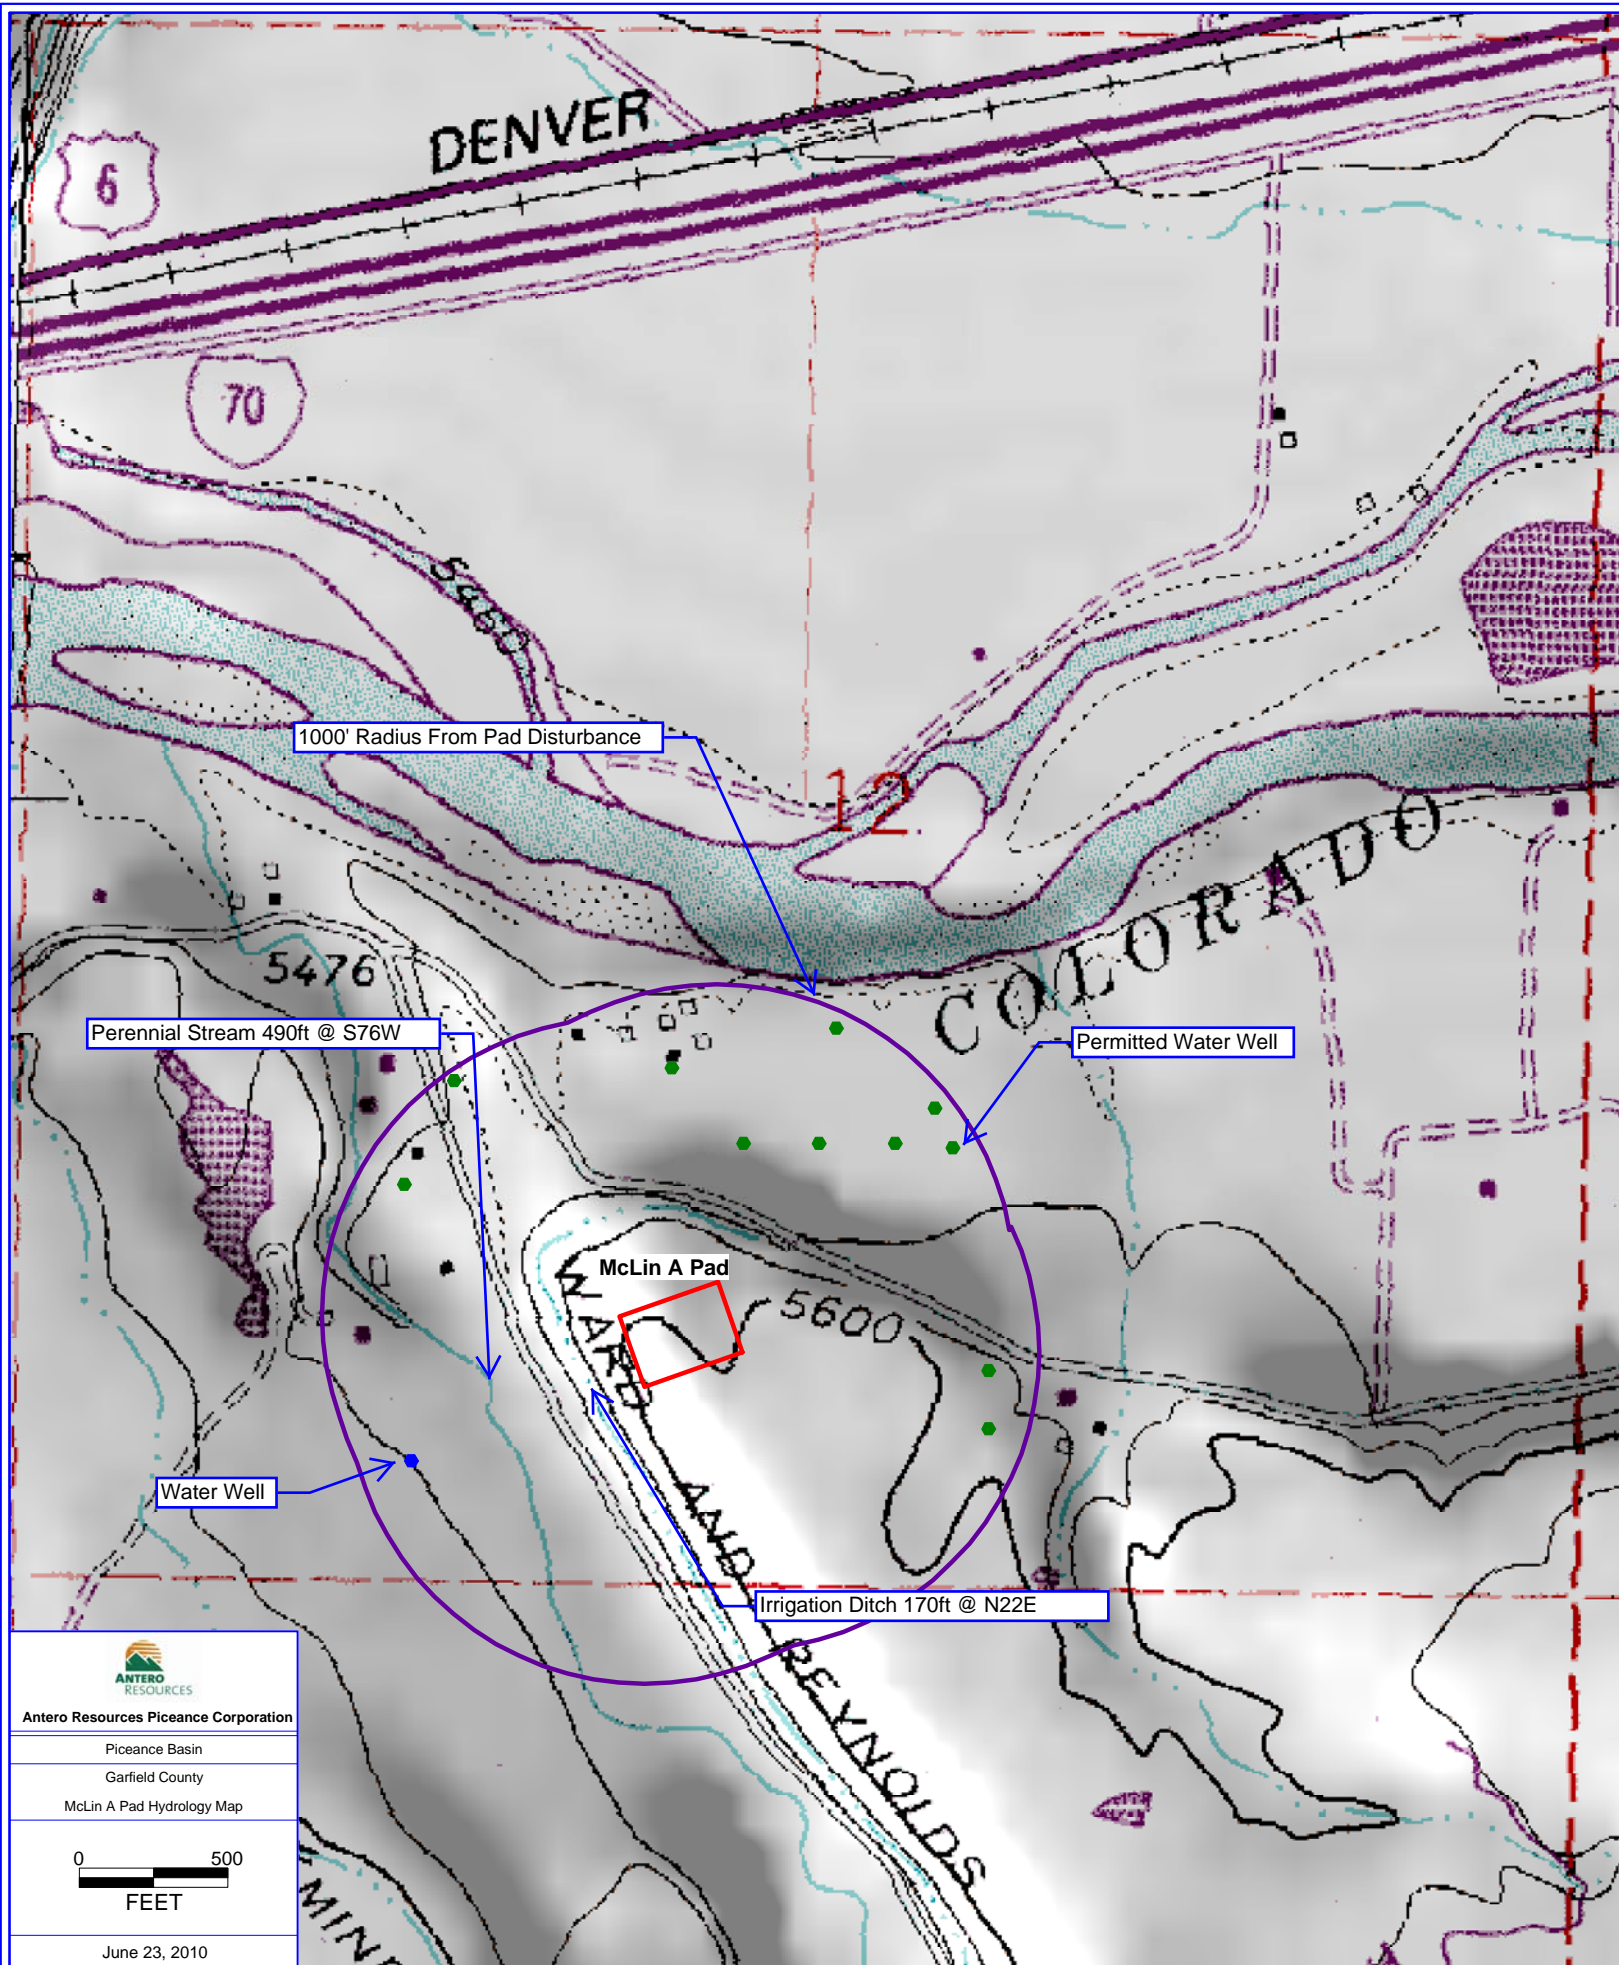 DENVER
6
70
5460
1000' Radius From Pad Disturbance
12
COLORADO
5476
Perennial Stream 490ft @ S76W
Permitted Water Well
McLin A Pad
5600
WARD AND REYNOLDS
Water Well
Irrigation Ditch 170ft @ N22E
ANTERO
RESOURCES
Antero Resources Piceance Corporation
Piceance Basin
Garfield County
McLin A Pad Hydrology Map
0 500
FEET
June 23, 2010